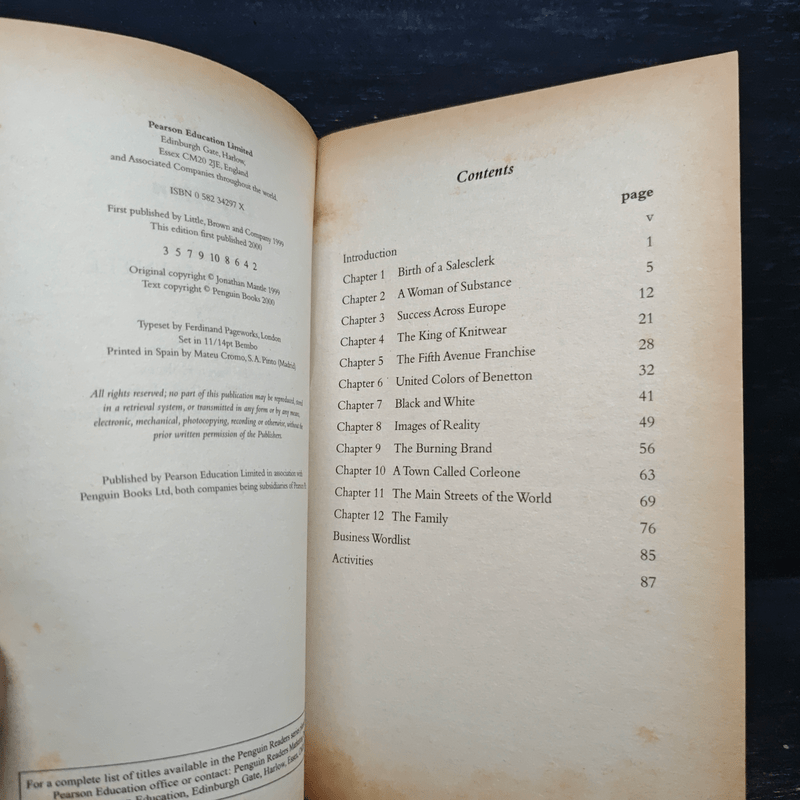 Pearson Education Limited
Edinburgh Gate, Harlow,
Essex CM20 2JE, England
and Associated Companies throughout the world.
ISBN 0 582 34297 X
First published by Little, Brown and Company 1999
This edition first published 2000
3 5 7 9 10 8 6 4 2
Original copyright © Jonathan Mantle 1999
Text copyright © Penguin Books 2000
Typeset by Ferdinand Pageworks, London
Set in 11/14pt Bembo
Printed in Spain by Mateu Cromo, S. A. Pinto (Madrid)
All rights reserved; no part of this publication may be reproduced, stored
in a retrieval system, or transmitted in any form or by any means,
electronic, mechanical, photocopying, recording or otherwise, without the
prior written permission of the Publishers.
Published by Pearson Education Limited in association with
Penguin Books Ltd, both companies being subsidiaries of
For a complete list of titles available in the Penguin Readers series
Pearson Education office or contact: Penguin Readers
Education, Edinburgh Gate, Harlow, Essex,
Contents
page
Introduction v
Chapter 1 Birth of a Salesclerk 1
Chapter 2 A Woman of Substance 5
Chapter 3 Success Across Europe 12
Chapter 4 The King of Knitwear 21
Chapter 5 The Fifth Avenue Franchise 28
Chapter 6 United Colors of Benetton 32
Chapter 7 Black and White 41
Chapter 8 Images of Reality 49
Chapter 9 The Burning Brand 56
Chapter 10 A Town Called Corleone 63
Chapter 11 The Main Streets of the World 69
Chapter 12 The Family 76
Business Wordlist 85
Activities 87